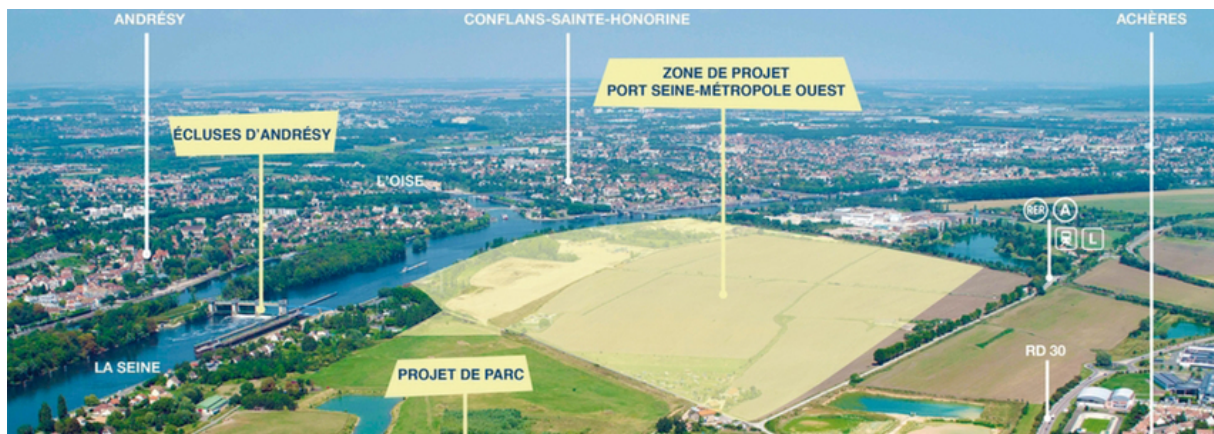 ANDRÉSY
CONFLANS-SAINTE-HONORINE
ACHÈRES
ZONE DE PROJET
PORT SEINE-MÉTROPOLE OUEST
ÉCLUSES D'ANDRÉSY
L'OISE
RER A
L
LA SEINE
PROJET DE PARC
RD 30